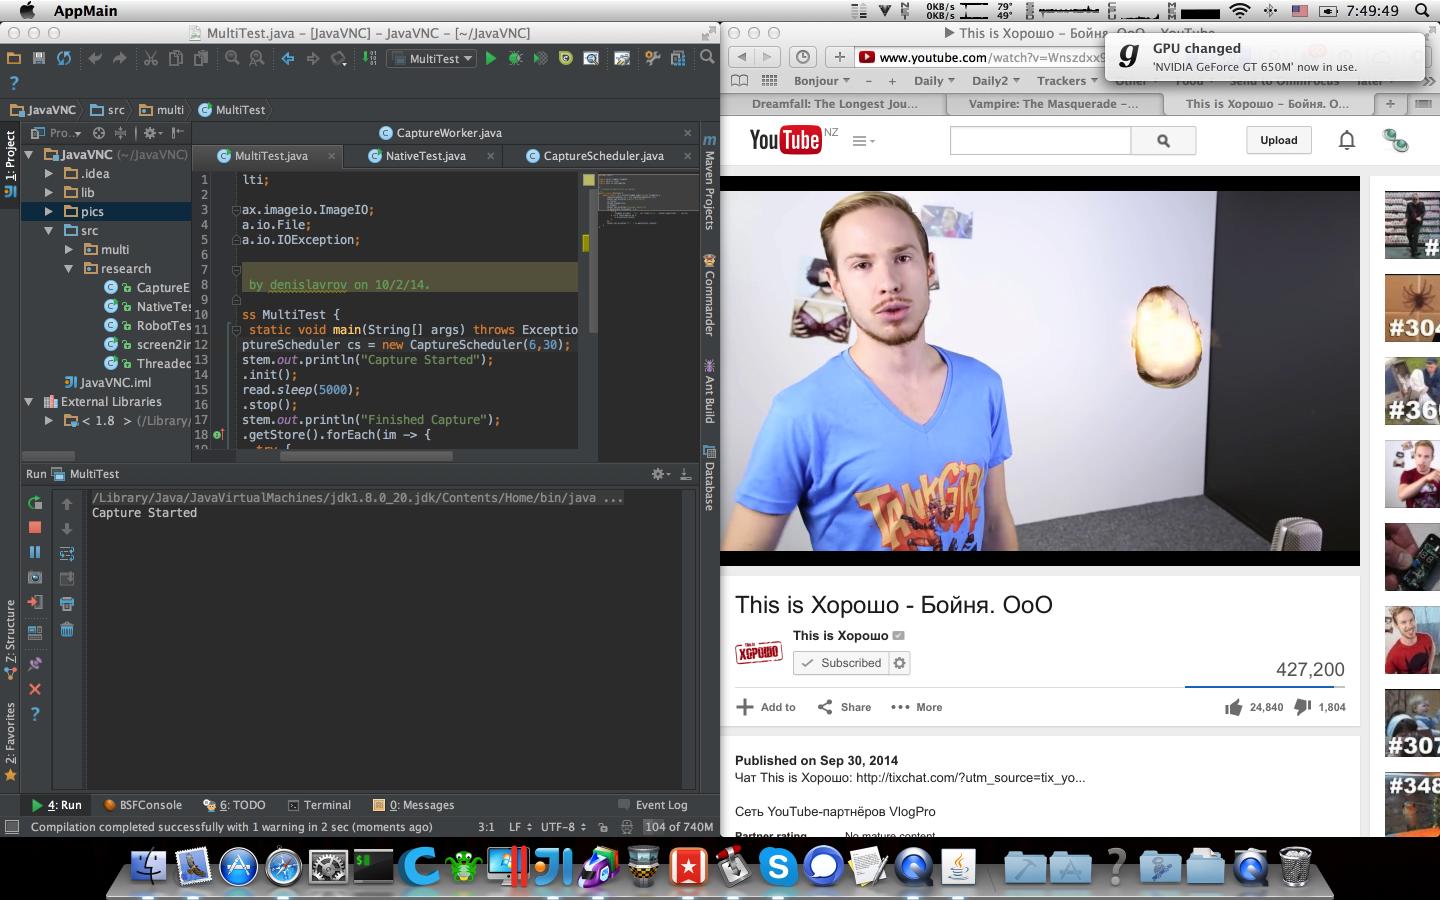 AppMain
0KB/s
0KB/s
79°
49°
7:49:49
MultiTest.java – [JavaVNC] – JavaVNC – [~/JavaVNC]
MultiTest
JavaVNC
src
multi
MultiTest
1: Project
Pro...
JavaVNC (~/JavaVNC)
.idea
lib
pics
src
multi
research
CaptureE
NativeTes
RobotTes
screen2in
Threaded
JavaVNC.iml
External Libraries
< 1.8 > (/Library/
CaptureWorker.java
MultiTest.java
NativeTest.java
CaptureScheduler.java
1 lti;
2
3 ax.imageio.ImageIO;
4 a.io.File;
5 a.io.IOException;
6
7
8 by denislavrov on 10/2/14.
9
10 ss MultiTest {
11 static void main(String[] args) throws Exceptio
12 ptureScheduler cs = new CaptureScheduler(6,30);
13 stem.out.println("Capture Started");
14 .init();
15 read.sleep(5000);
16 .stop();
17 stem.out.println("Finished Capture");
18 .getStore().forEach(im -> {
19 try {
Maven Projects
Commander
Ant Build
Database
Run MultiTest
/Library/Java/JavaVirtualMachines/jdk1.8.0_20.jdk/Contents/Home/bin/java ...
Capture Started
Z: Structure
2: Favorites
4: Run
BSFConsole
6: TODO
Terminal
0: Messages
Event Log
Compilation completed successfully with 1 warning in 2 sec (moments ago)
3:1
LF
UTF-8
104 of 740M
This is Хорошо – Бойня. ОоО – YouTube
www.youtube.com/watch?v=Wnszdxx9
GPU changed
'NVIDIA GeForce GT 650M' now in use.
Bonjour
Daily
Daily2
Trackers
Other
Food
Send to OmniFocus
later
Dreamfall: The Longest Jou...
Vampire: The Masquerade –...
This is Хорошо – Бойня. О...
YouTube NZ
Upload
TANK GIRL
#
#304
#366
#307
#348
This is Хорошо - Бойня. ОоО
This is ХОРОШО
This is Хорошо
Subscribed
427,200
Add to
Share
More
24,840
1,804
Published on Sep 30, 2014
Чат This is Хорошо: http://tixchat.com/?utm_source=tix_yo...
Сеть YouTube-партнёров VlogPro
Partner rating
No mature content